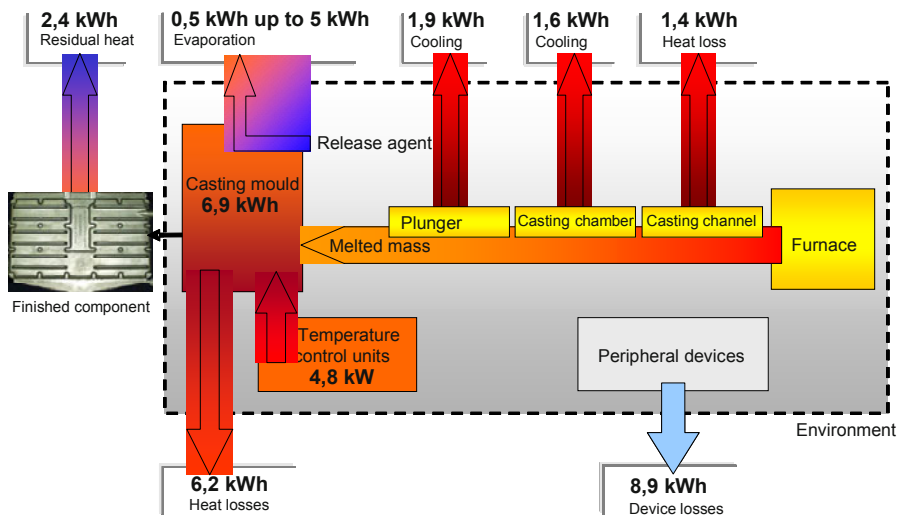 2,4 kWh
Residual heat
0,5 kWh up to 5 kWh
Evaporation
1,9 kWh
Cooling
1,6 kWh
Cooling
1,4 kWh
Heat loss
Release agent
Casting mould
6,9 kWh
Plunger
Casting chamber
Casting channel
Melted mass
Furnace
Finished component
Temperature
control units
4,8 kW
Peripheral devices
Environment
6,2 kWh
Heat losses
8,9 kWh
Device losses